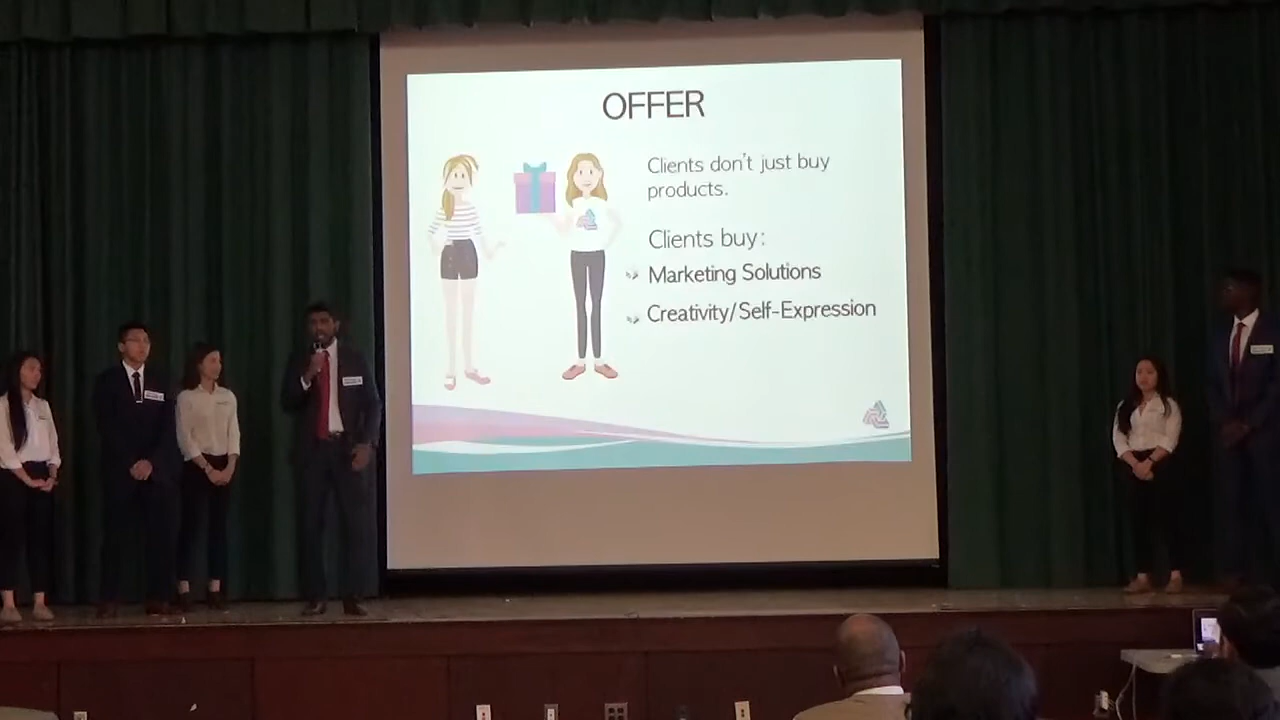 OFFER
Clients don't just buy
products.
Clients buy:
Marketing Solutions
Creativity/Self-Expression